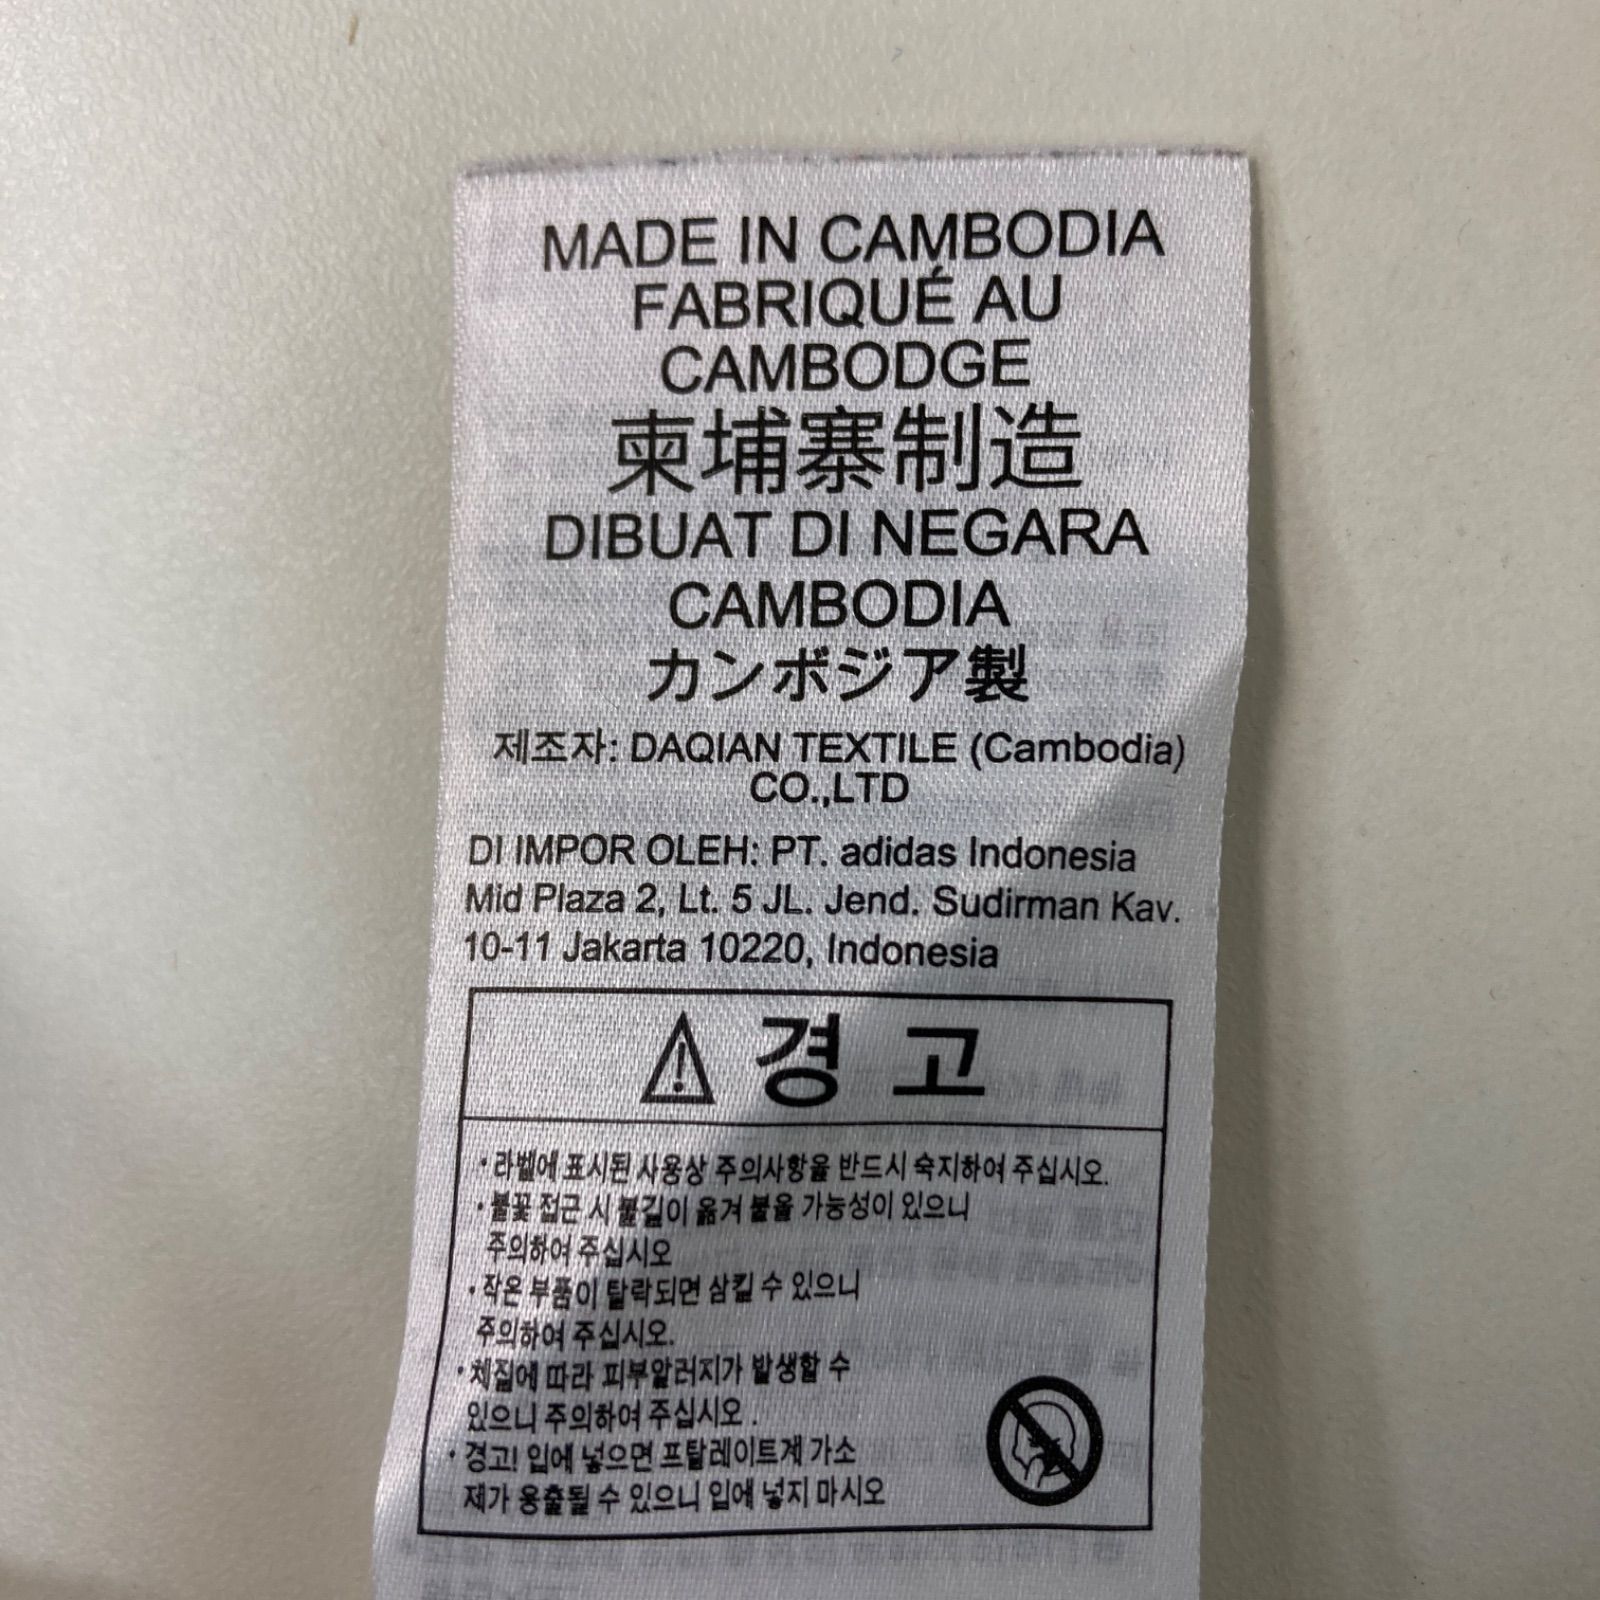 MADE IN CAMBODIA
FABRIQUÉ AU
CAMBODGE
柬埔寨制造
DIBUAT DI NEGARA
CAMBODIA
カンボジア製
제조자: DAQIAN TEXTILE (Cambodia)
CO.,LTD
DI IMPOR OLEH: PT. adidas Indonesia
Mid Plaza 2, Lt. 5 JL. Jend. Sudirman Kav.
10-11 Jakarta 10220, Indonesia
⚠ 경 고
· 라벨에 표시된 사용상 주의사항을 반드시 숙지하여 주십시오.
· 불꽃 접근 시 불길이 옮겨 붙을 가능성이 있으니
주의하여 주십시오
· 작은 부품이 탈락되면 삼킬 수 있으니
주의하여 주십시오.
· 체질에 따라 피부알러지가 발생할 수
있으니 주의하여 주십시오 .
· 경고! 입에 넣으면 프탈레이트계 가소
제가 용출될 수 있으니 입에 넣지 마시오